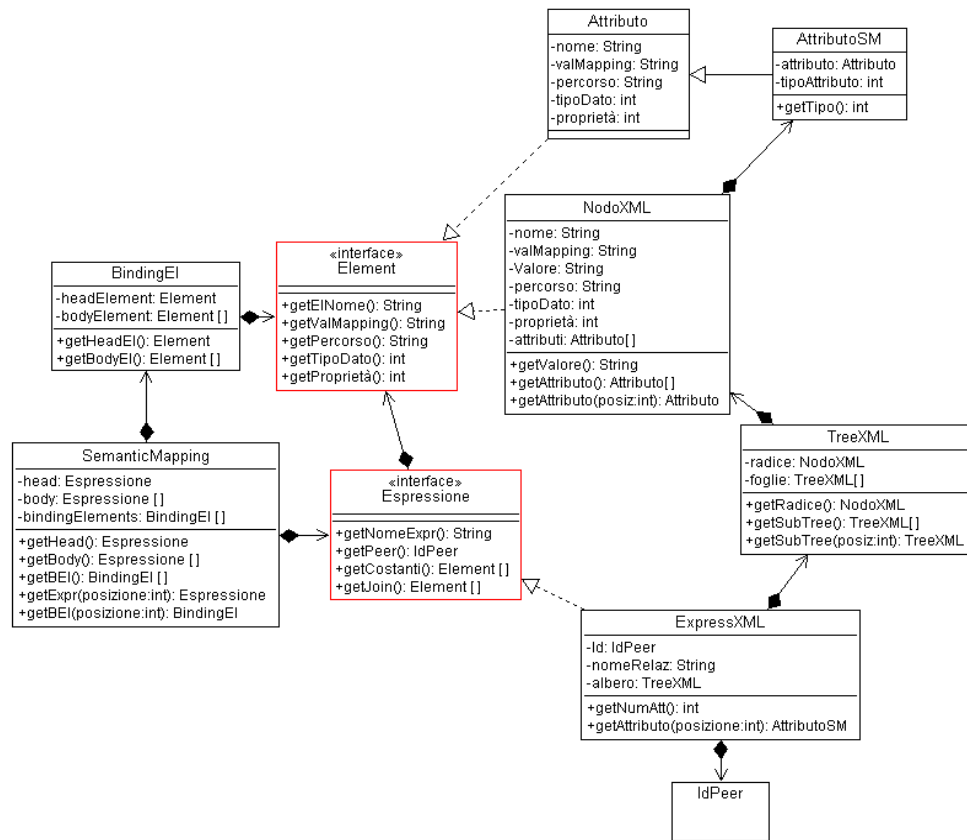 Attributo
-nome: String
-valMapping: String
-percorso: String
-tipoDato: int
-proprietà: int
AttributoSM
-attributo: Attributo
-tipoAttributo: int
+getTipo(): int
NodoXML
-nome: String
-valMapping: String
-Valore: String
-percorso: String
-tipoDato: int
-proprietà: int
-attributi: Attributo[]
+getValore(): String
+getAttributo(): Attributo[]
+getAttributo(posiz:int): Attributo
«interface»
Element
+getElNome(): String
+getValMapping(): String
+getPercorso(): String
+getTipoDato(): int
+getProprietà(): int
BindingEl
-headElement: Element
-bodyElement: Element []
+getHeadEl(): Element
+getBodyEl(): Element []
SemanticMapping
-head: Espressione
-body: Espressione []
-bindingElements: BindingEl []
+getHead(): Espressione
+getBody(): Espressione []
+getBEl(): BindingEl []
+getExpr(posizione:int): Espressione
+getBEl(posizione:int): BindingEl
«interface»
Espressione
+getNomeExpr(): String
+getPeer(): IdPeer
+getCostanti(): Element []
+getJoin(): Element []
TreeXML
-radice: NodoXML
-foglie: TreeXML[]
+getRadice(): NodoXML
+getSubTree(): TreeXML[]
+getSubTree(posiz:int): TreeXML
ExpressXML
-Id: IdPeer
-nomeRelaz: String
-albero: TreeXML
+getNumAtt(): int
+getAttributo(posizione:int): AttributoSM
IdPeer